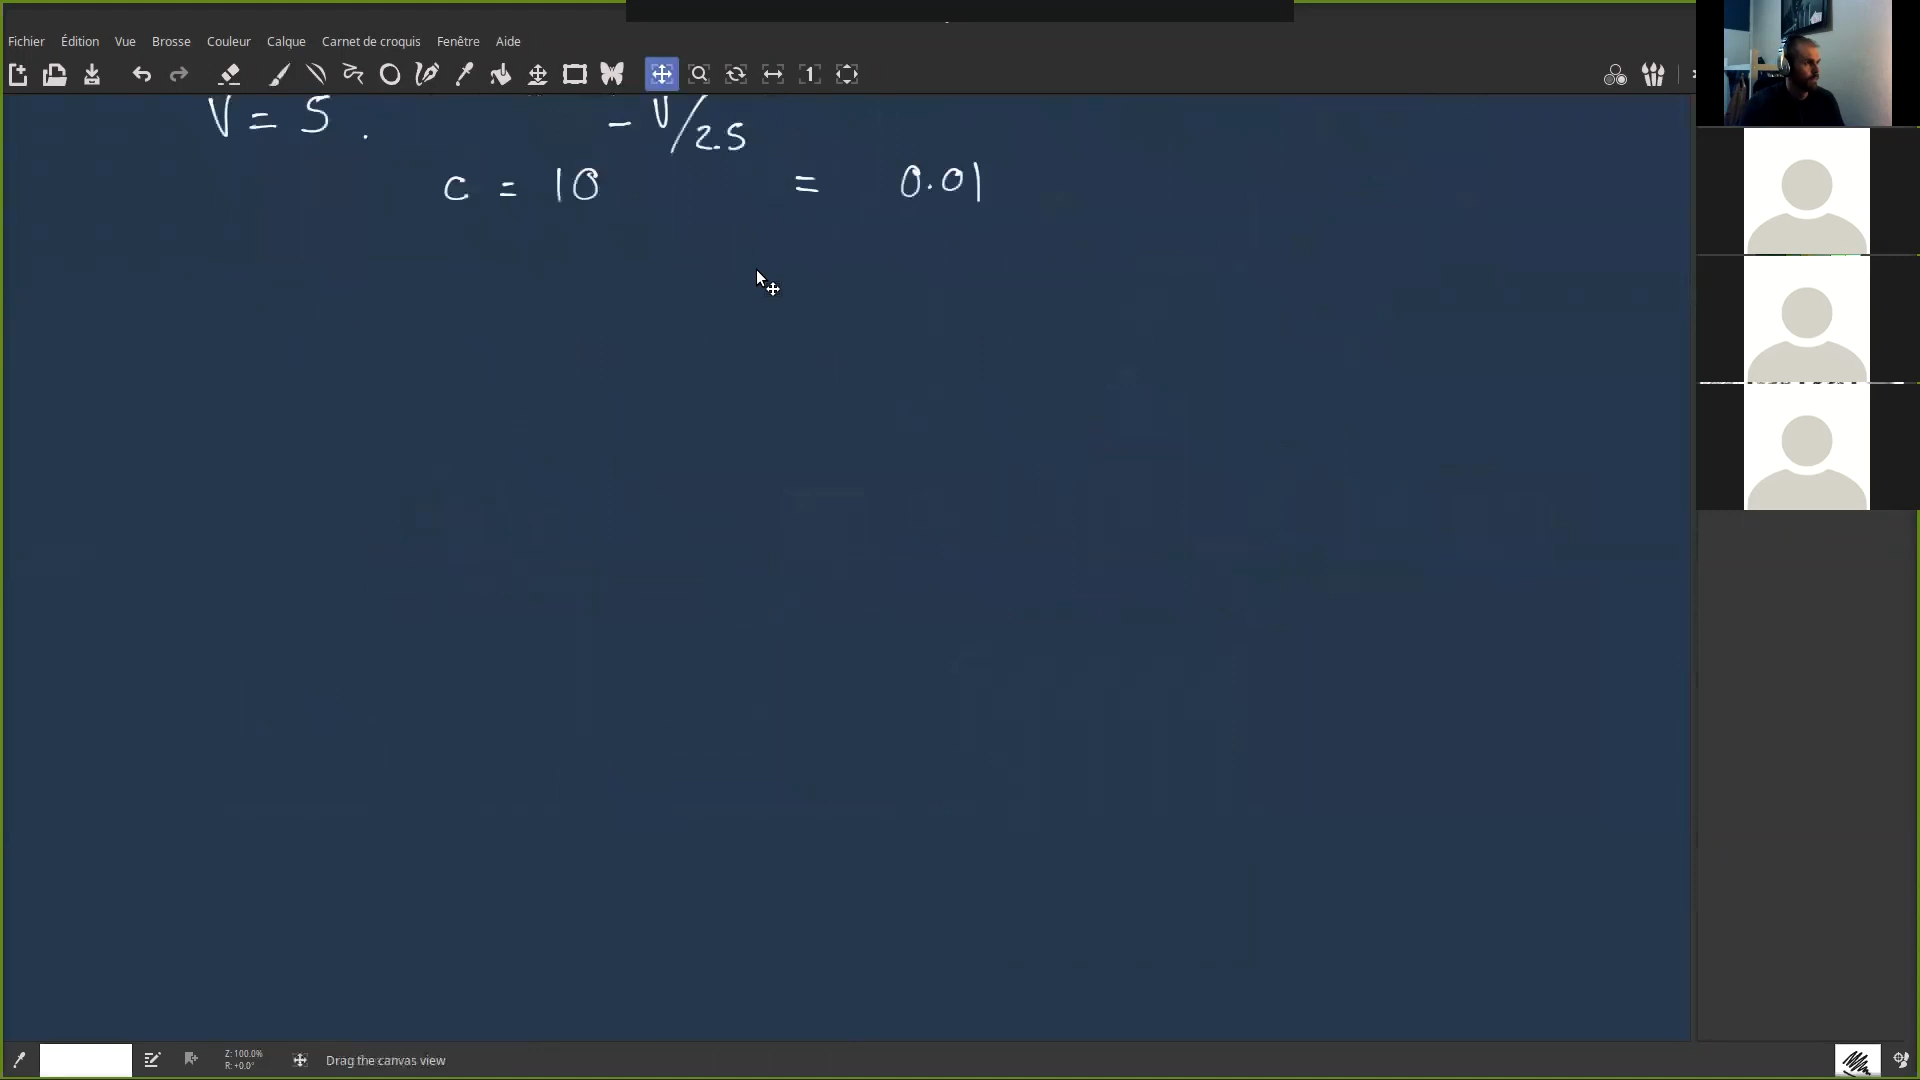 Fichier Édition Vue Brosse Couleur Calque Carnet de croquis Fenêtre Aide
1
V = 5 .
c = 10 - V/2.5 = 0.01
Z: 100.0%
R: +0.0°
Drag the canvas view